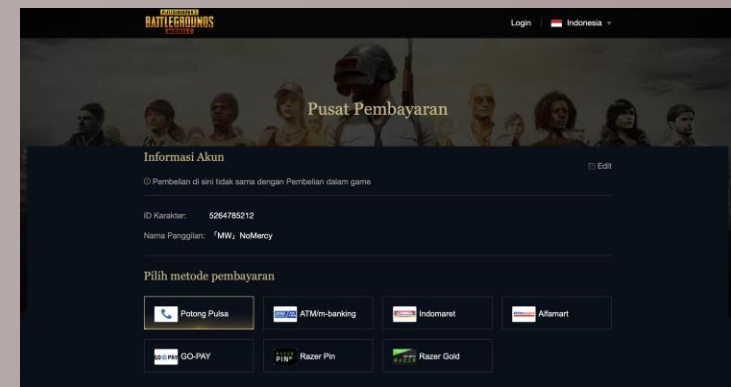 PLAYERUNKNOWN'S
BATTLEGROUNDS
MOBILE
Login
Indonesia
Pusat Pembayaran
Informasi Akun
Edit
Pembelian di sini tidak sama dengan Pembelian dalam game
ID Karakter: 5264785212
Nama Panggilan: 「MW」NoMercy
Pilih metode pembayaran
Potong Pulsa
ATM/m-banking
Indomaret
Alfamart
GO-PAY
Razer Pin
Razer Gold